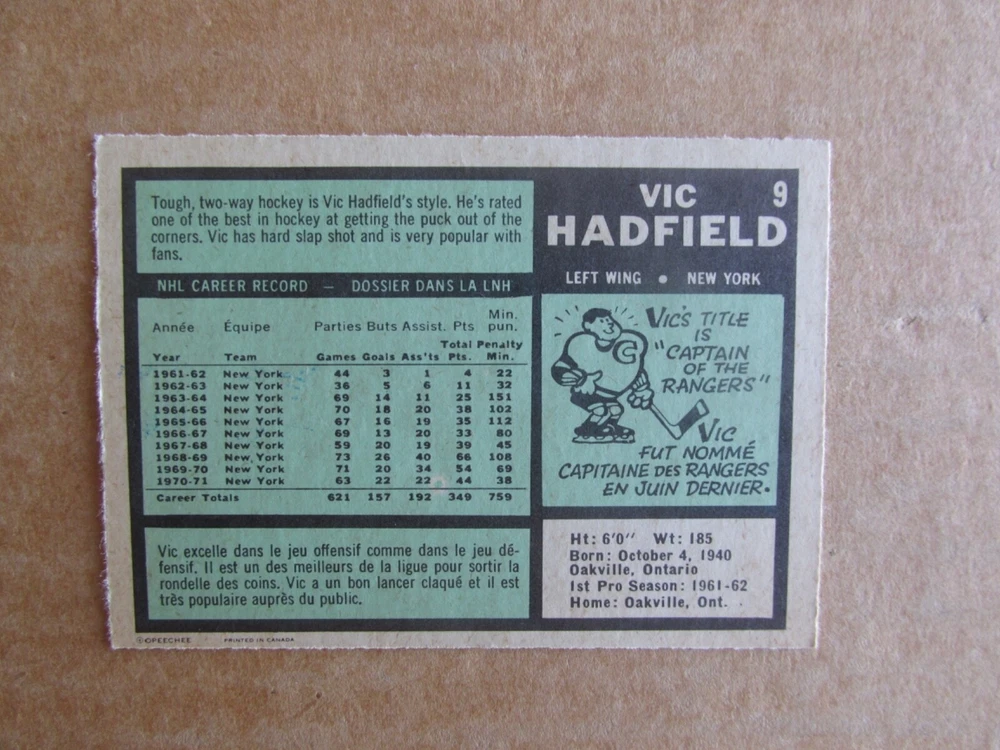 Tough, two-way hockey is Vic Hadfield's style. He's rated
one of the best in hockey at getting the puck out of the
corners. Vic has hard slap shot and is very popular with
fans.
VIC 9
HADFIELD
LEFT WING • NEW YORK
NHL CAREER RECORD — DOSSIER DANS LA LNH
Min.
Année Équipe Parties Buts Assist. Pts pun.
Total Penalty
Year Team Games Goals Ass'ts Pts. Min.
1961-62 New York 44 3 1 4 22
1962-63 New York 36 5 6 11 32
1963-64 New York 69 14 11 25 151
1964-65 New York 70 18 20 38 102
1965-66 New York 67 16 19 35 112
1966-67 New York 69 13 20 33 80
1967-68 New York 59 20 19 39 45
1968-69 New York 73 26 40 66 108
1969-70 New York 71 20 34 54 69
1970-71 New York 63 22 22 44 38
Career Totals 621 157 192 349 759
C
VIC'S TITLE
IS
"CAPTAIN
OF THE
RANGERS"
VIC
FUT NOMMÉ
CAPITAINE DES RANGERS
EN JUIN DERNIER.
Vic excelle dans le jeu offensif comme dans le jeu dé-
fensif. Il est un des meilleurs de la ligue pour sortir la
rondelle des coins. Vic a un bon lancer claqué et il est
très populaire auprès du public.
Ht: 6'0" Wt: 185
Born: October 4, 1940
Oakville, Ontario
1st Pro Season: 1961-62
Home: Oakville, Ont.
©OPEECHEE PRINTED IN CANADA